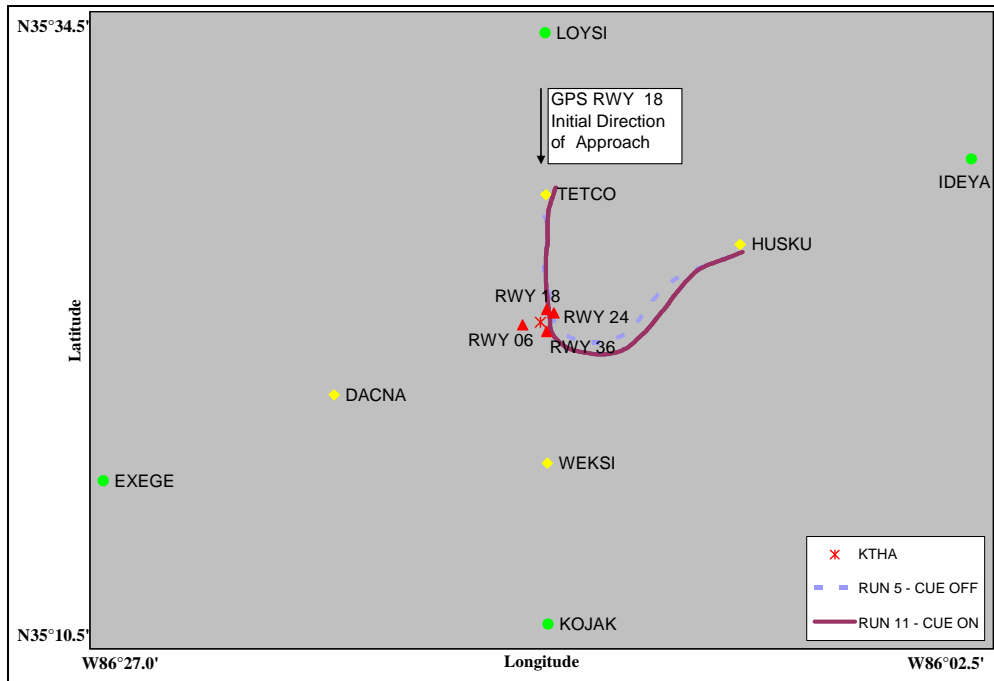 N35°34.5'
LOYSI
GPS RWY 18
Initial Direction
of Approach
IDEYA
TETCO
HUSKU
RWY 18
RWY 24
RWY 06
RWY 36
Latitude
DACNA
WEKSI
EXEGE
KTHA
RUN 5 - CUE OFF
RUN 11 - CUE ON
KOJAK
N35°10.5'
W86°27.0'
Longitude
W86°02.5'